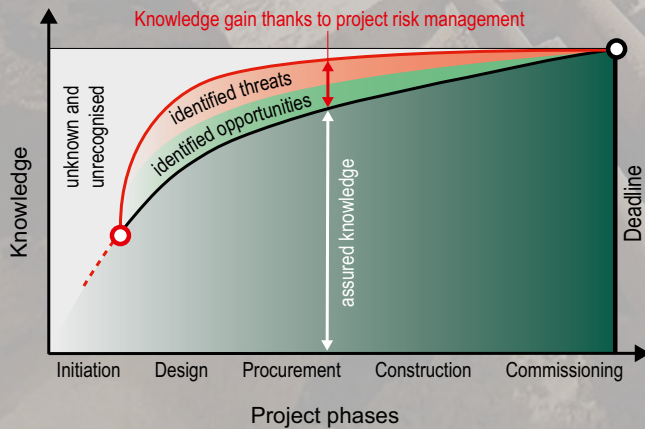 Knowledge gain thanks to project risk management
unknown and
unrecognised
identified threats
identified opportunities
assured knowledge
Knowledge
Deadline
Initiation
Design
Procurement
Construction
Commissioning
Project phases